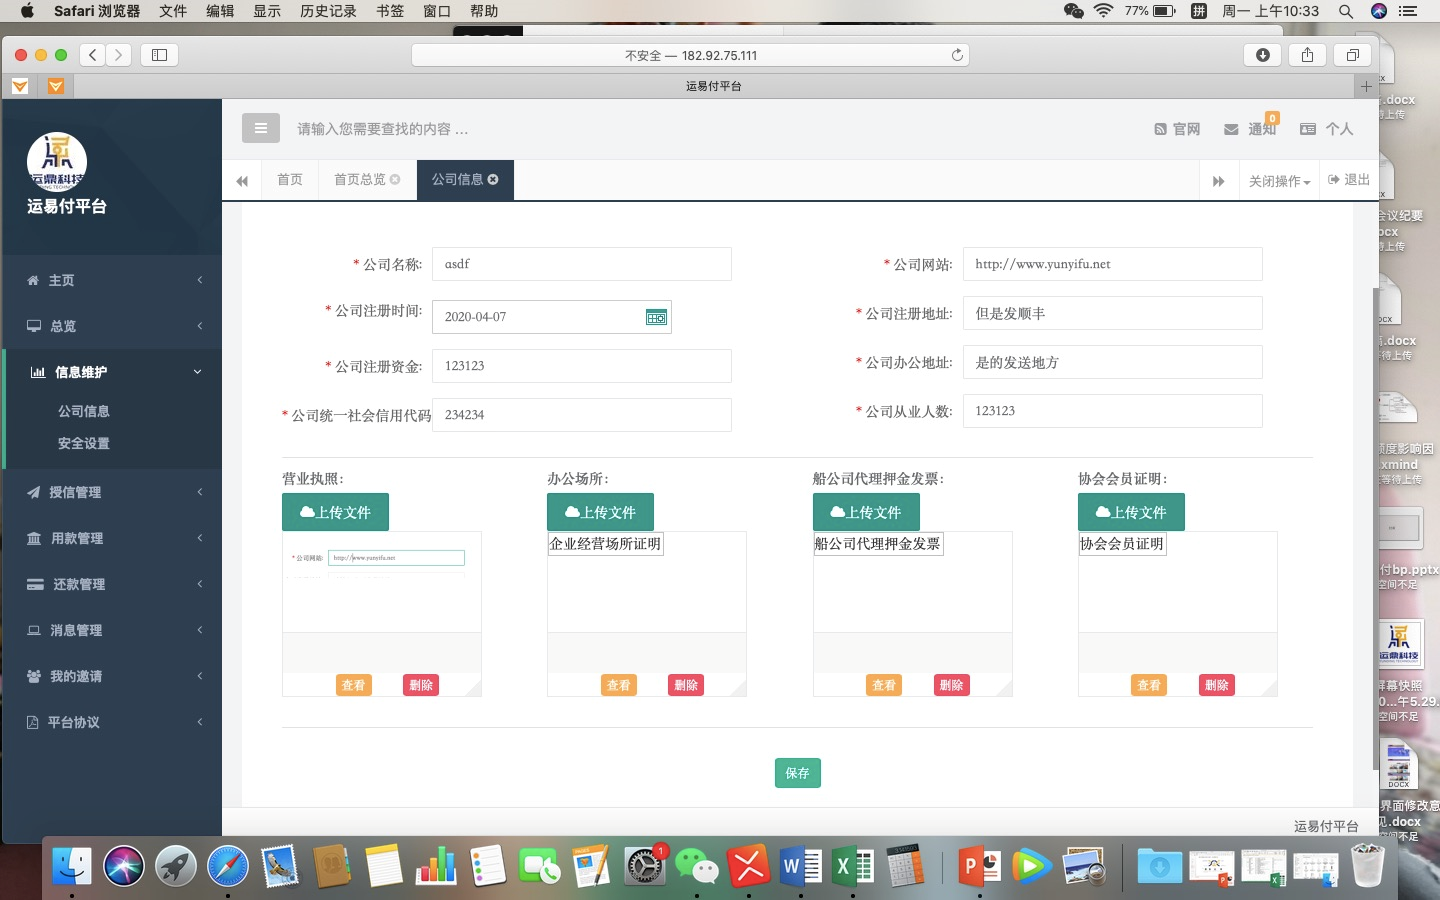 Safari 浏览器 文件 编辑 显示 历史记录 书签 窗口 帮助 77% 拼 周一 上午10:33
不安全 — 182.92.75.111
运易付平台
运鼎科技
运易付平台
请输入您需要查找的内容 ...
官网 通知 0 个人
首页 首页总览 公司信息 关闭操作 退出
主页
总览
信息维护
公司信息
安全设置
授信管理
用款管理
还款管理
消息管理
我的邀请
平台协议
* 公司名称: asdf * 公司网站: http://www.yunyifu.net
* 公司注册时间: 2020-04-07 * 公司注册地址: 但是发顺丰
* 公司注册资金: 123123 * 公司办公地址: 是的发送地方
* 公司统一社会信用代码 234234 * 公司从业人数: 123123
营业执照: 办公场所: 船公司代理押金发票: 协会会员证明:
上传文件 上传文件 上传文件 上传文件
* 公司网站: http://www.yunyifu.net
企业经营场所证明 船公司代理押金发票 协会会员证明
查看 删除 查看 删除 查看 删除 查看 删除
保存
运易付平台
.docx
会议纪要
DOCX
.docx
等待上传
额度影响因
.xmind
等待上传
付bp.pptx
空间不足
运鼎科技
屏幕快照
0...午5.29.
空间不足
DOCX
界面修改意
见.docx
空间不足
1